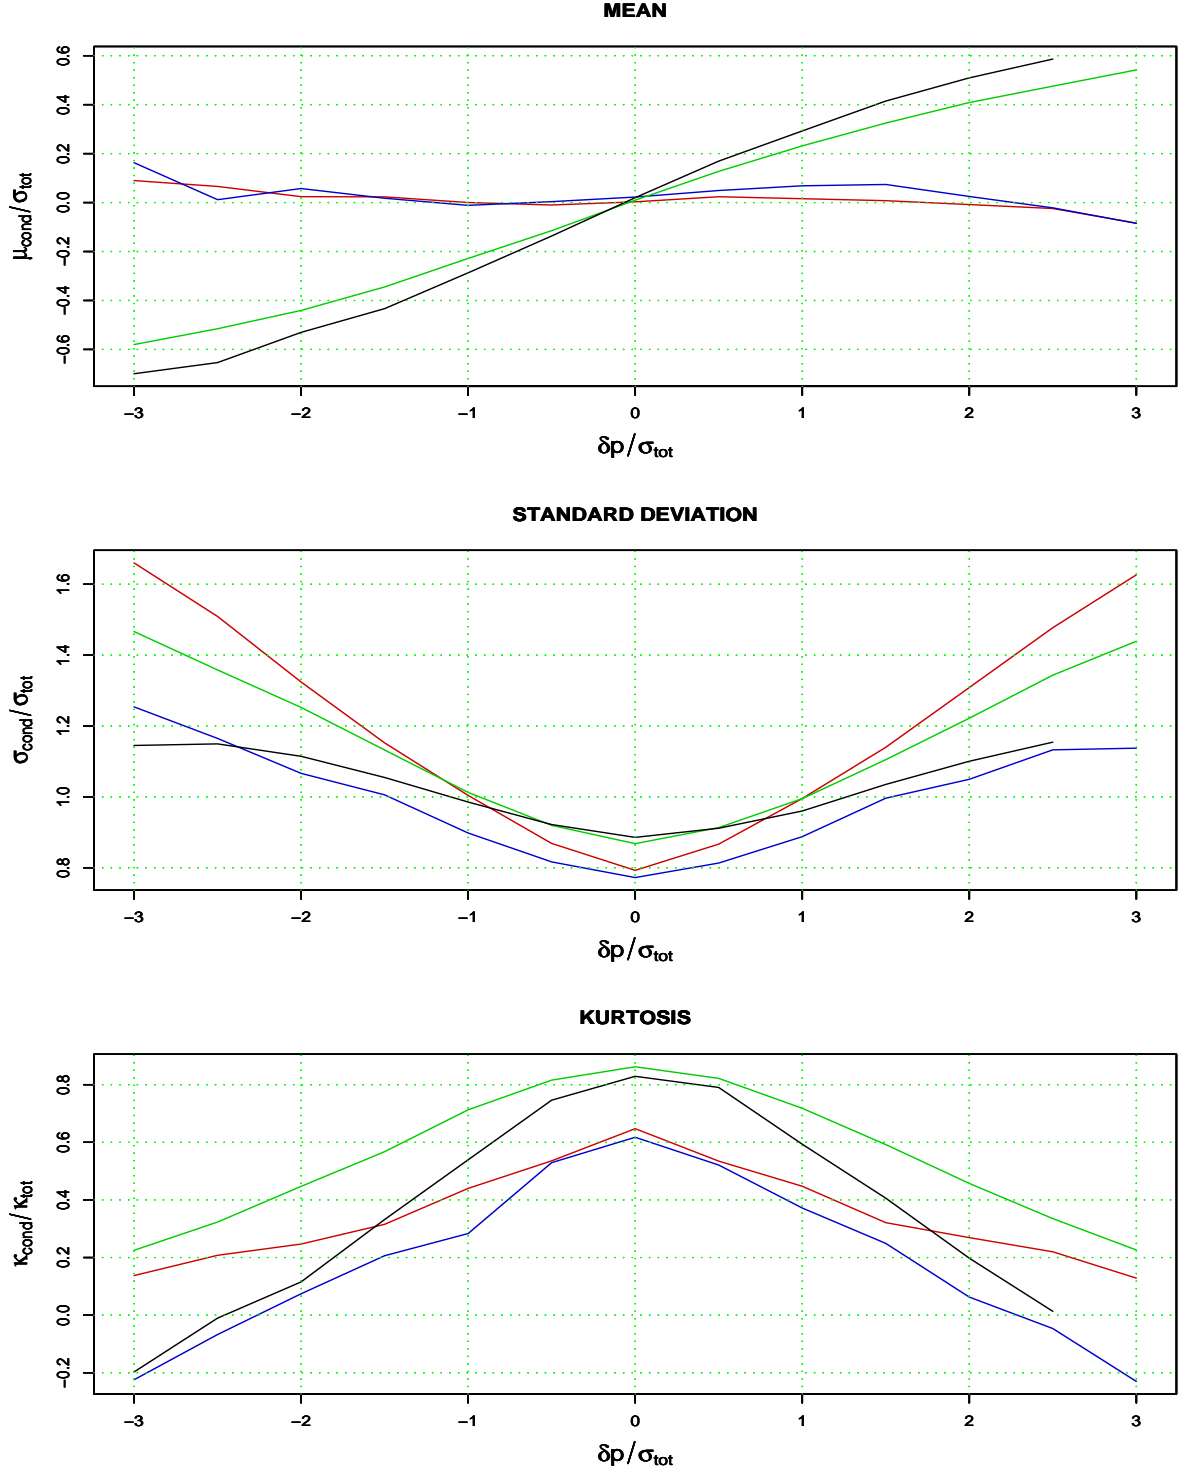 MEAN
μcond/σtot
0.6
0.4
0.2
0.0
−0.2
−0.4
−0.6
−3 −2 −1 0 1 2 3
δp/σtot
STANDARD DEVIATION
σcond/σtot
1.6
1.4
1.2
1.0
0.8
−3 −2 −1 0 1 2 3
δp/σtot
KURTOSIS
κcond/κtot
0.8
0.6
0.4
0.2
0.0
−0.2
−3 −2 −1 0 1 2 3
δp/σtot